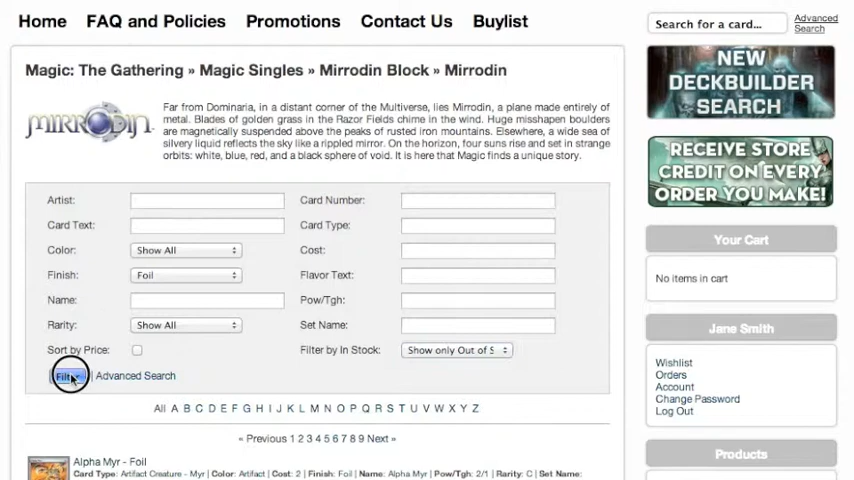 Home FAQ and Policies Promotions Contact Us Buylist
Search for a card...
Advanced
Search
Magic: The Gathering » Magic Singles » Mirrodin Block » Mirrodin
MIRRODIN
Far from Dominaria, in a distant corner of the Multiverse, lies Mirrodin, a plane made entirely of
metal. Blades of golden grass in the Razor Fields chime in the wind. Huge misshapen boulders
are magnetically suspended above the peaks of rusted iron mountains. Elsewhere, a wide sea of
silvery liquid reflects the sky like a rippled mirror. On the horizon, four suns rise and set in strange
orbits: white, blue, red, and a black sphere of void. It is here that Magic finds a unique story.
Artist: Card Number:
Card Text: Card Type:
Color: Show All Cost:
Finish: Foil Flavor Text:
Name: Pow/Tgh:
Rarity: Show All Set Name:
Sort by Price: Filter by In Stock: Show only Out of S
| Advanced Search
All A B C D E F G H I J K L M N O P Q R S T U V W X Y Z
« Previous 1 2 3 4 5 6 7 8 9 Next »
Alpha Myr - Foil
Card Type: Artifact Creature - Myr | Color: Artifact | Cost: 2 | Finish: Foil | Name: Alpha Myr | Pow/Tgh: 2/1 | Rarity: C | Set Name:
NEW
DECKBUILDER
SEARCH
RECEIVE STORE
CREDIT ON EVERY
ORDER YOU MAKE!
Your Cart
No items in cart
Jane Smith
Wishlist
Orders
Account
Change Password
Log Out
Products